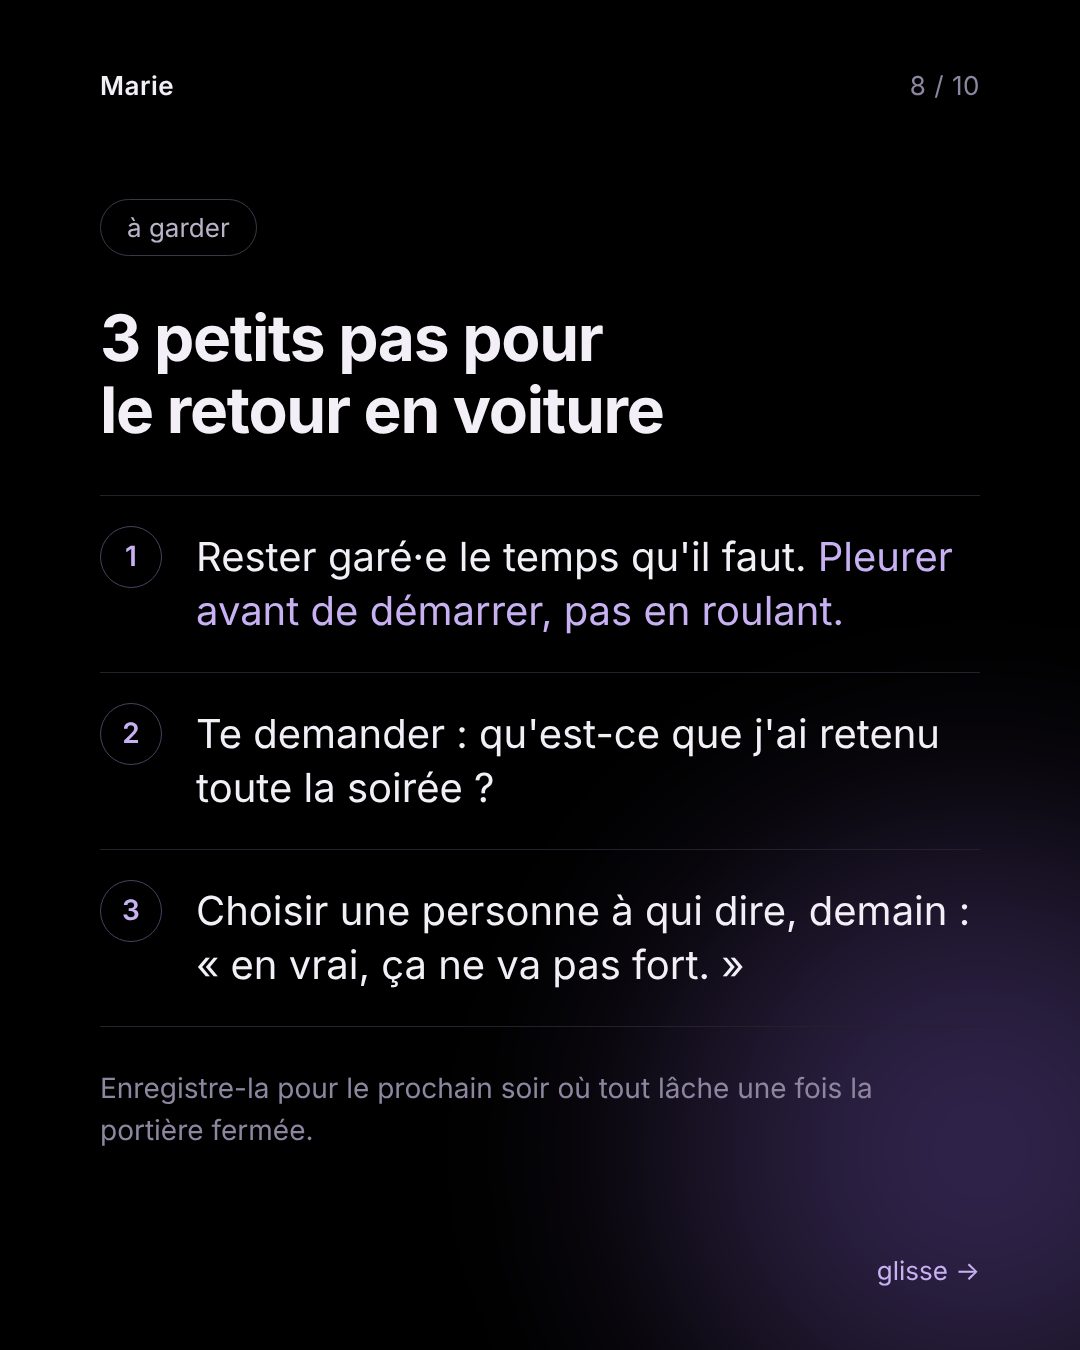 Marie
8 / 10
à garder
3 petits pas pour
le retour en voiture
1
Rester garé·e le temps qu'il faut. Pleurer
avant de démarrer, pas en roulant.
2
Te demander : qu'est-ce que j'ai retenu
toute la soirée ?
3
Choisir une personne à qui dire, demain :
« en vrai, ça ne va pas fort. »
Enregistre-la pour le prochain soir où tout lâche une fois la
portière fermée.
glisse →